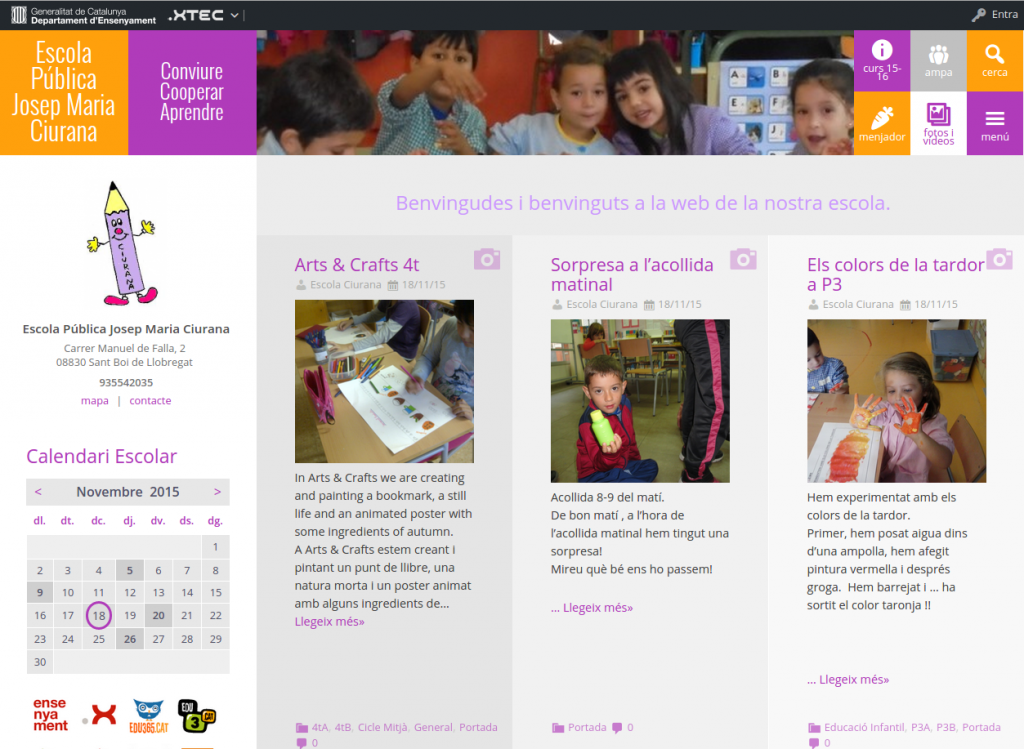 Generalitat de Catalunya
Departament d'Ensenyament
.XTEC
Entra
Escola
Pública
Josep Maria
Ciurana
Conviure
Cooperar
Aprendre
curs 15-
16
ampa
cerca
menjador
fotos i
vídeos
menú
A
B
E
F
J
CIURANA
Escola Pública Josep Maria Ciurana
Carrer Manuel de Falla, 2
08830 Sant Boi de Llobregat
935542035
mapa | contacte
Calendari Escolar
< Novembre 2015 >
dl. dt. dc. dj. dv. ds. dg.
1
2 3 4 5 6 7 8
9 10 11 12 13 14 15
16 17 18 19 20 21 22
23 24 25 26 27 28 29
30
ense
nya
ment
.X
EDU365.CAT
EDU
3
.CAT
Benvingudes i benvinguts a la web de la nostra escola.
Arts & Crafts 4t
Escola Ciurana 18/11/15
In Arts & Crafts we are creating
and painting a bookmark, a still
life and an animated poster with
some ingredients of autumn.
A Arts & Crafts estem creant i
pintant un punt de llibre, una
natura morta i un poster animat
amb alguns ingredients de...
Llegeix més»
4tA, 4tB, Cicle Mitjà, General, Portada
0
Sorpresa a l'acollida
matinal
Escola Ciurana 18/11/15
Acollida 8-9 del matí.
De bon matí , a l'hora de
l'acollida matinal hem tingut una
sorpresa!
Mireu què bé ens ho passem!
... Llegeix més»
Portada 0
Els colors de la tardor
a P3
Escola Ciurana 18/11/15
Hem experimentat amb els
colors de la tardor.
Primer, hem posat aigua dins
d'una ampolla, hem afegit
pintura vermella i després
groga. Hem barrejat i ... ha
sortit el color taronja !!
... Llegeix més»
Educació Infantil, P3A, P3B, Portada
0